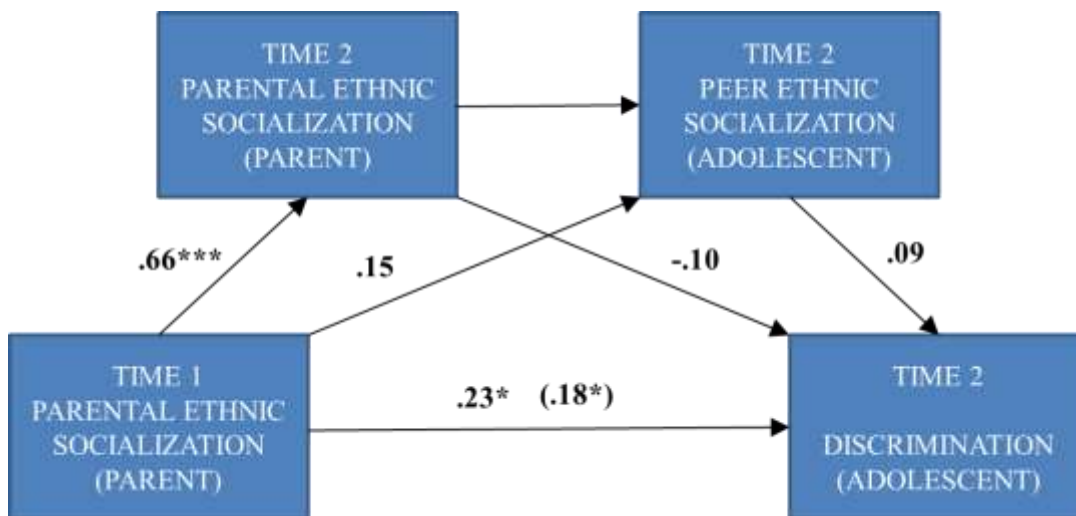 TIME 2
PARENTAL ETHNIC
SOCIALIZATION
(PARENT)
TIME 2
PEER ETHNIC
SOCIALIZATION
(ADOLESCENT)
.66***
.15
-.10
.09
TIME 1
PARENTAL ETHNIC
SOCIALIZATION
(PARENT)
.23* (.18*)
TIME 2
DISCRIMINATION
(ADOLESCENT)